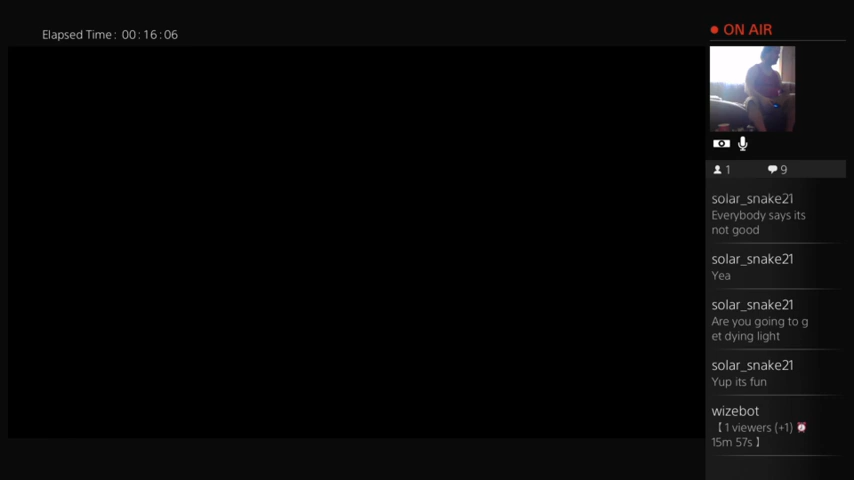 Elapsed Time: 00:16:06
ON AIR
1 9
solar_snake21
Everybody says its
not good
solar_snake21
Yea
solar_snake21
Are you going to g
et dying light
solar_snake21
Yup its fun
wizebot
【 1 viewers (+1) ⏰
15m 57s 】